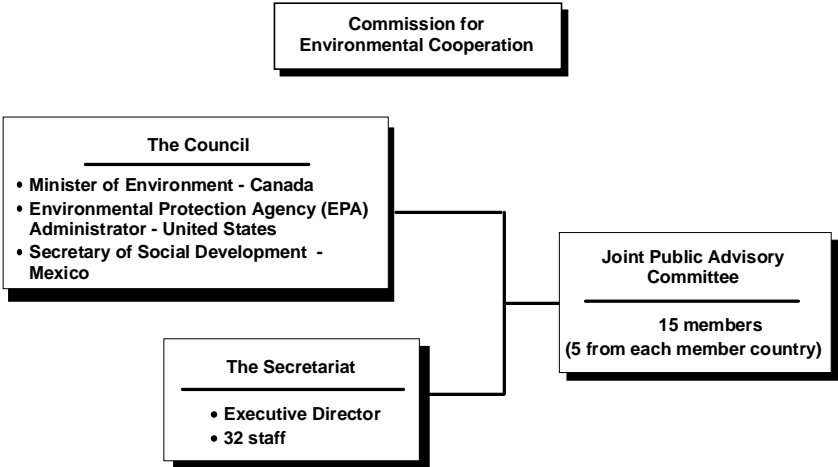 Commission for
Environmental Cooperation
The Council
• Minister of Environment - Canada
• Environmental Protection Agency (EPA)
Administrator - United States
• Secretary of Social Development -
Mexico
Joint Public Advisory
Committee
15 members
(5 from each member country)
The Secretariat
• Executive Director
• 32 staff